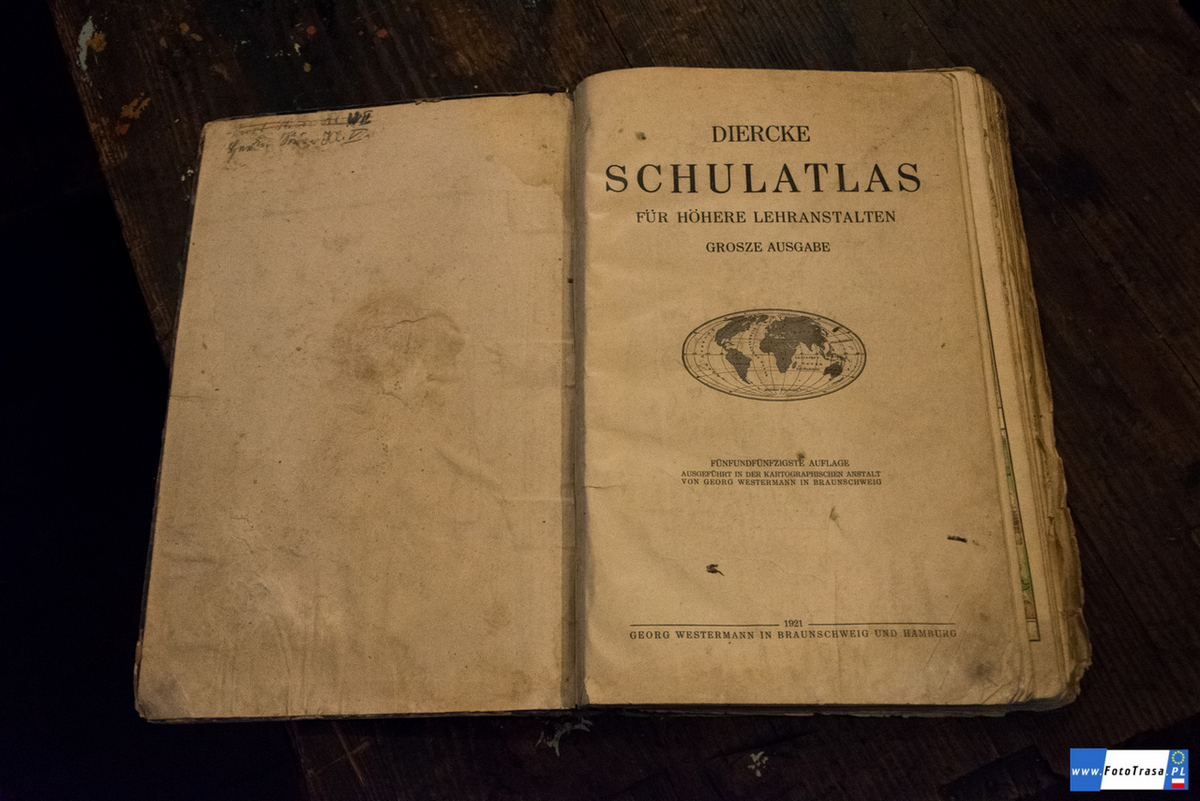 DIERCKE
SCHULATLAS
FÜR HÖHERE LEHRANSTALTEN
GROSZE AUSGABE
FÜNFUNDFÜNFZIGSTE AUFLAGE
AUSGEFÜHRT IN DER KARTOGRAPHISCHEN ANSTALT
VON GEORG WESTERMANN IN BRAUNSCHWEIG
1921
GEORG WESTERMANN IN BRAUNSCHWEIG UND HAMBURG
www.FotoTrasa.PL